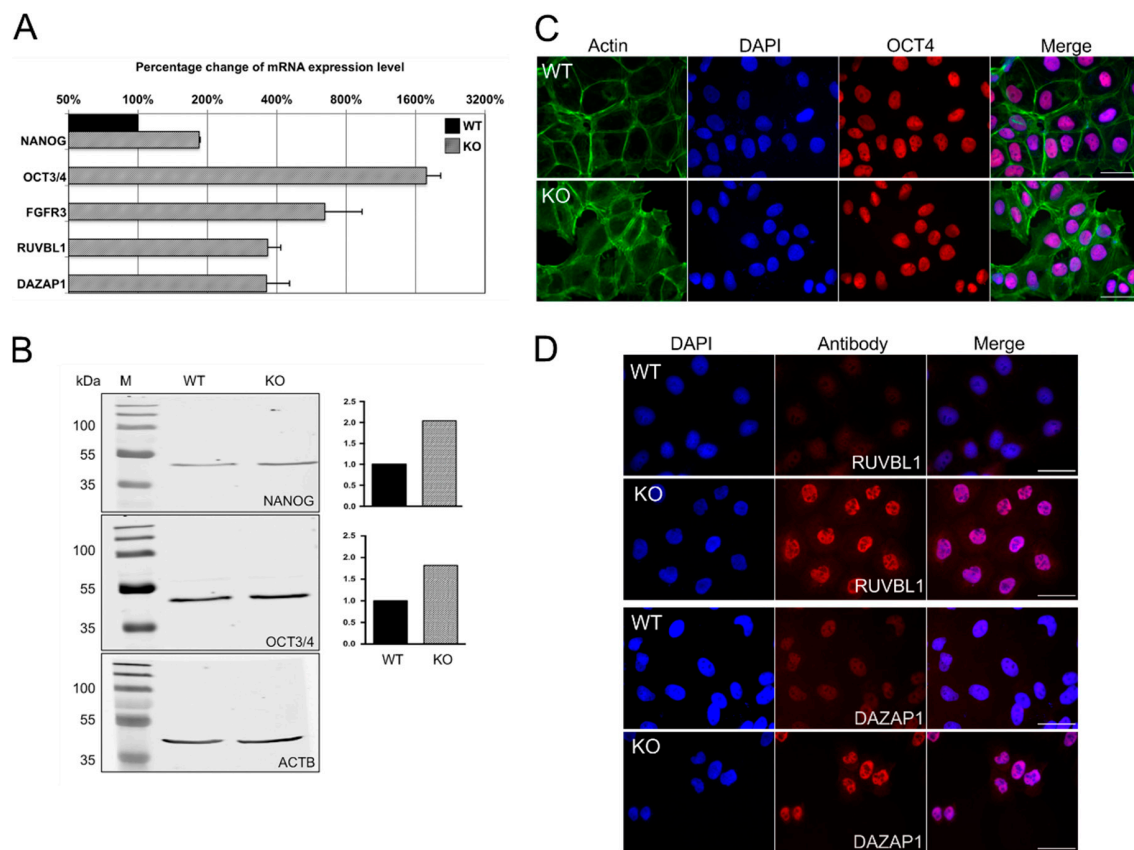 A
Percentage change of mRNA expression level
50% 100% 200% 400% 800% 1600% 3200%
WT
KO
NANOG
OCT3/4
FGFR3
RUVBL1
DAZAP1
B
kDa M WT KO
100
55
35
NANOG
100
55
35
OCT3/4
100
55
35
ACTB
2.5
2.0
1.5
1.0
0.5
0.0
2.5
2.0
1.5
1.0
0.5
0.0
WT KO
C
Actin DAPI OCT4 Merge
WT
KO
D
DAPI Antibody Merge
WT
RUVBL1
KO
RUVBL1
WT
DAZAP1
KO
DAZAP1